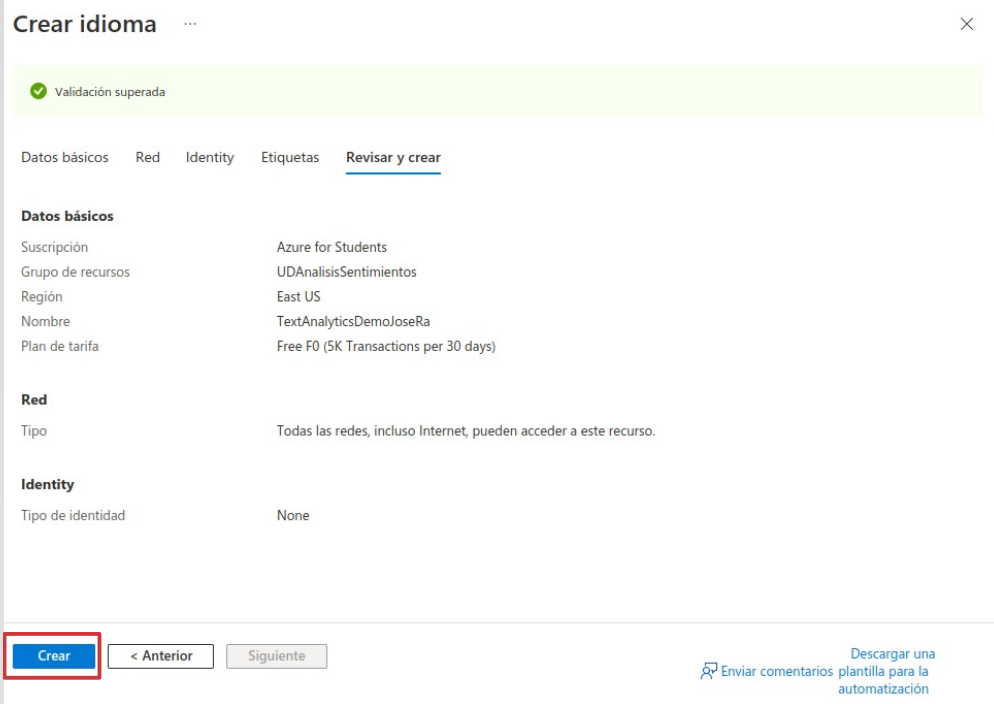 Crear idioma ...
Validación superada
Datos básicos Red Identity Etiquetas Revisar y crear
Datos básicos
Suscripción Azure for Students
Grupo de recursos UDAnalisisSentimientos
Región East US
Nombre TextAnalyticsDemoJoseRa
Plan de tarifa Free F0 (5K Transactions per 30 days)
Red
Tipo Todas las redes, incluso Internet, pueden acceder a este recurso.
Identity
Tipo de identidad None
Crear < Anterior Siguiente
Enviar comentarios
Descargar una
plantilla para la
automatización